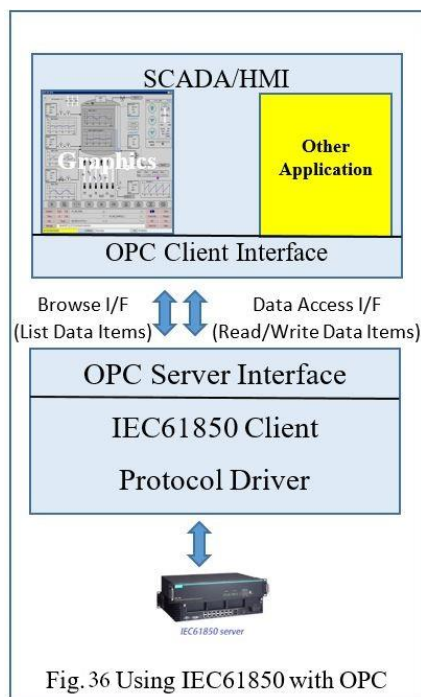 SCADA/HMI
Graphics
Other
Application
OPC Client Interface
Browse I/F
(List Data Items)
Data Access I/F
(Read/Write Data Items)
OPC Server Interface
IEC61850 Client
Protocol Driver
IEC61850 server
Fig. 36 Using IEC61850 with OPC